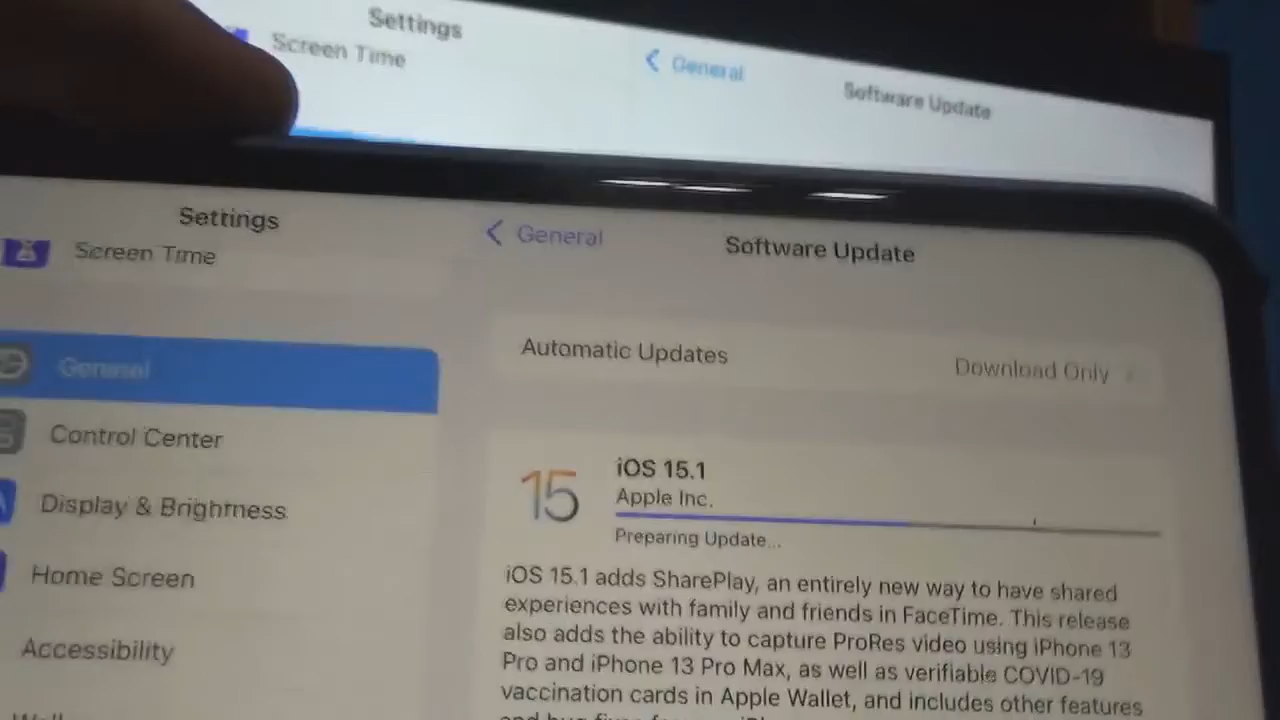 Settings
Screen Time
General
Software Update
Settings
Screen Time
General
Control Center
Display & Brightness
Home Screen
Accessibility
General
Software Update
Automatic Updates
Download Only
15
iOS 15.1
Apple Inc.
Preparing Update...
iOS 15.1 adds SharePlay, an entirely new way to have shared
experiences with family and friends in FaceTime. This release
also adds the ability to capture ProRes video using iPhone 13
Pro and iPhone 13 Pro Max, as well as verifiable COVID-19
vaccination cards in Apple Wallet, and includes other features